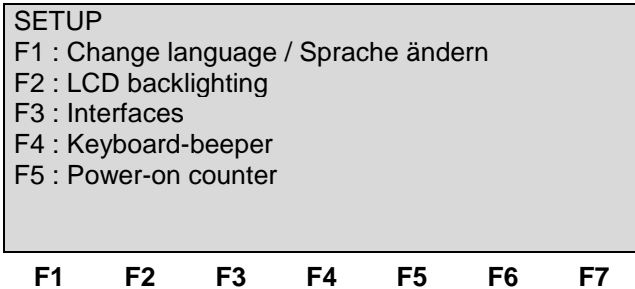 SETUP
F1 : Change language / Sprache ändern
F2 : LCD backlighting
F3 : Interfaces
F4 : Keyboard-beeper
F5 : Power-on counter
F1 F2 F3 F4 F5 F6 F7